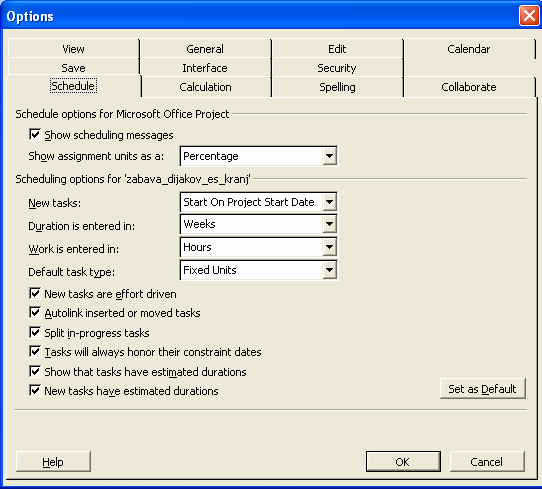 Options
View General Edit Calendar
Save Interface Security
Schedule Calculation Spelling Collaborate
Schedule options for Microsoft Office Project
Show scheduling messages
Show assignment units as a: Percentage
Scheduling options for 'zabava_dijakov_es_kranj'
New tasks: Start On Project Start Date
Duration is entered in: Weeks
Work is entered in: Hours
Default task type: Fixed Units
New tasks are effort driven
Autolink inserted or moved tasks
Split in-progress tasks
Tasks will always honor their constraint dates
Show that tasks have estimated durations
New tasks have estimated durations
Set as Default
Help OK Cancel